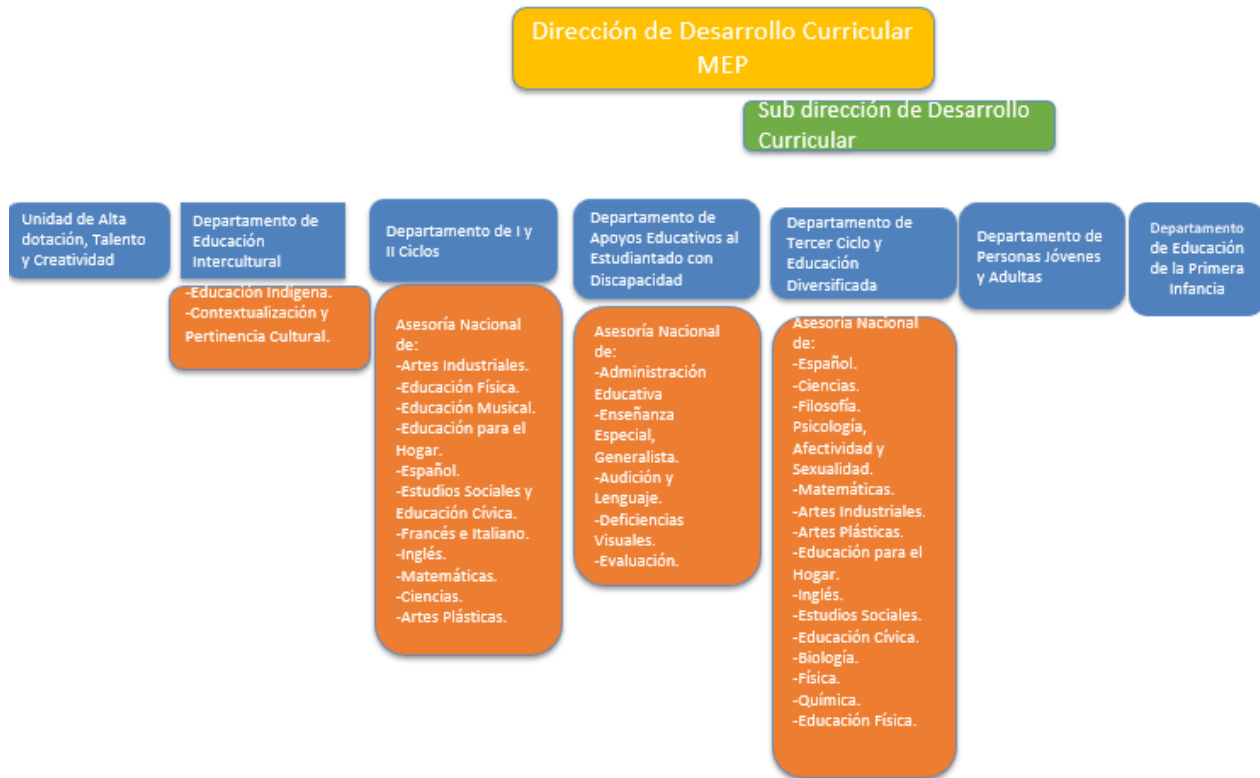 Dirección de Desarrollo Curricular
MEP
Sub dirección de Desarrollo
Curricular
Unidad de Alta
dotación, Talento
y Creatividad
Departamento de
Educación
Intercultural
-Educación Indigena.
-Contextualización y
Pertinencia Cultural.
Departamento de I y
II Ciclos
Asesoría Nacional
de:
-Artes Industriales.
-Educación Física.
-Educación Musical.
-Educación para el
Hogar.
-Español.
-Estudios Sociales y
Educación Cívica.
-Francés e Italiano.
-Inglés.
-Matemáticas.
-Ciencias.
-Artes Plásticas.
Departamento de
Apoyos Educativos al
Estudiantado con
Discapacidad
Asesoría Nacional
de:
-Administración
Educativa
-Enseñanza
Especial,
Generalista.
-Audición y
Lenguaje.
-Deficiencias
Visuales.
-Evaluación.
Departamento de
Tercer Ciclo y
Educación
Diversificada
Asesoría Nacional
de:
-Español.
-Ciencias.
-Filosofía.
Psicología,
Afectividad y
Sexualidad.
-Matemáticas.
-Artes Industriales.
-Artes Plásticas.
-Educación para el
Hogar.
-Inglés.
-Estudios Sociales.
-Educación Cívica.
-Biología.
-Física.
-Química.
-Educación Física.
Departamento de
Personas Jóvenes
y Adultas
Departamento
de Educación
de la Primera
Infancia